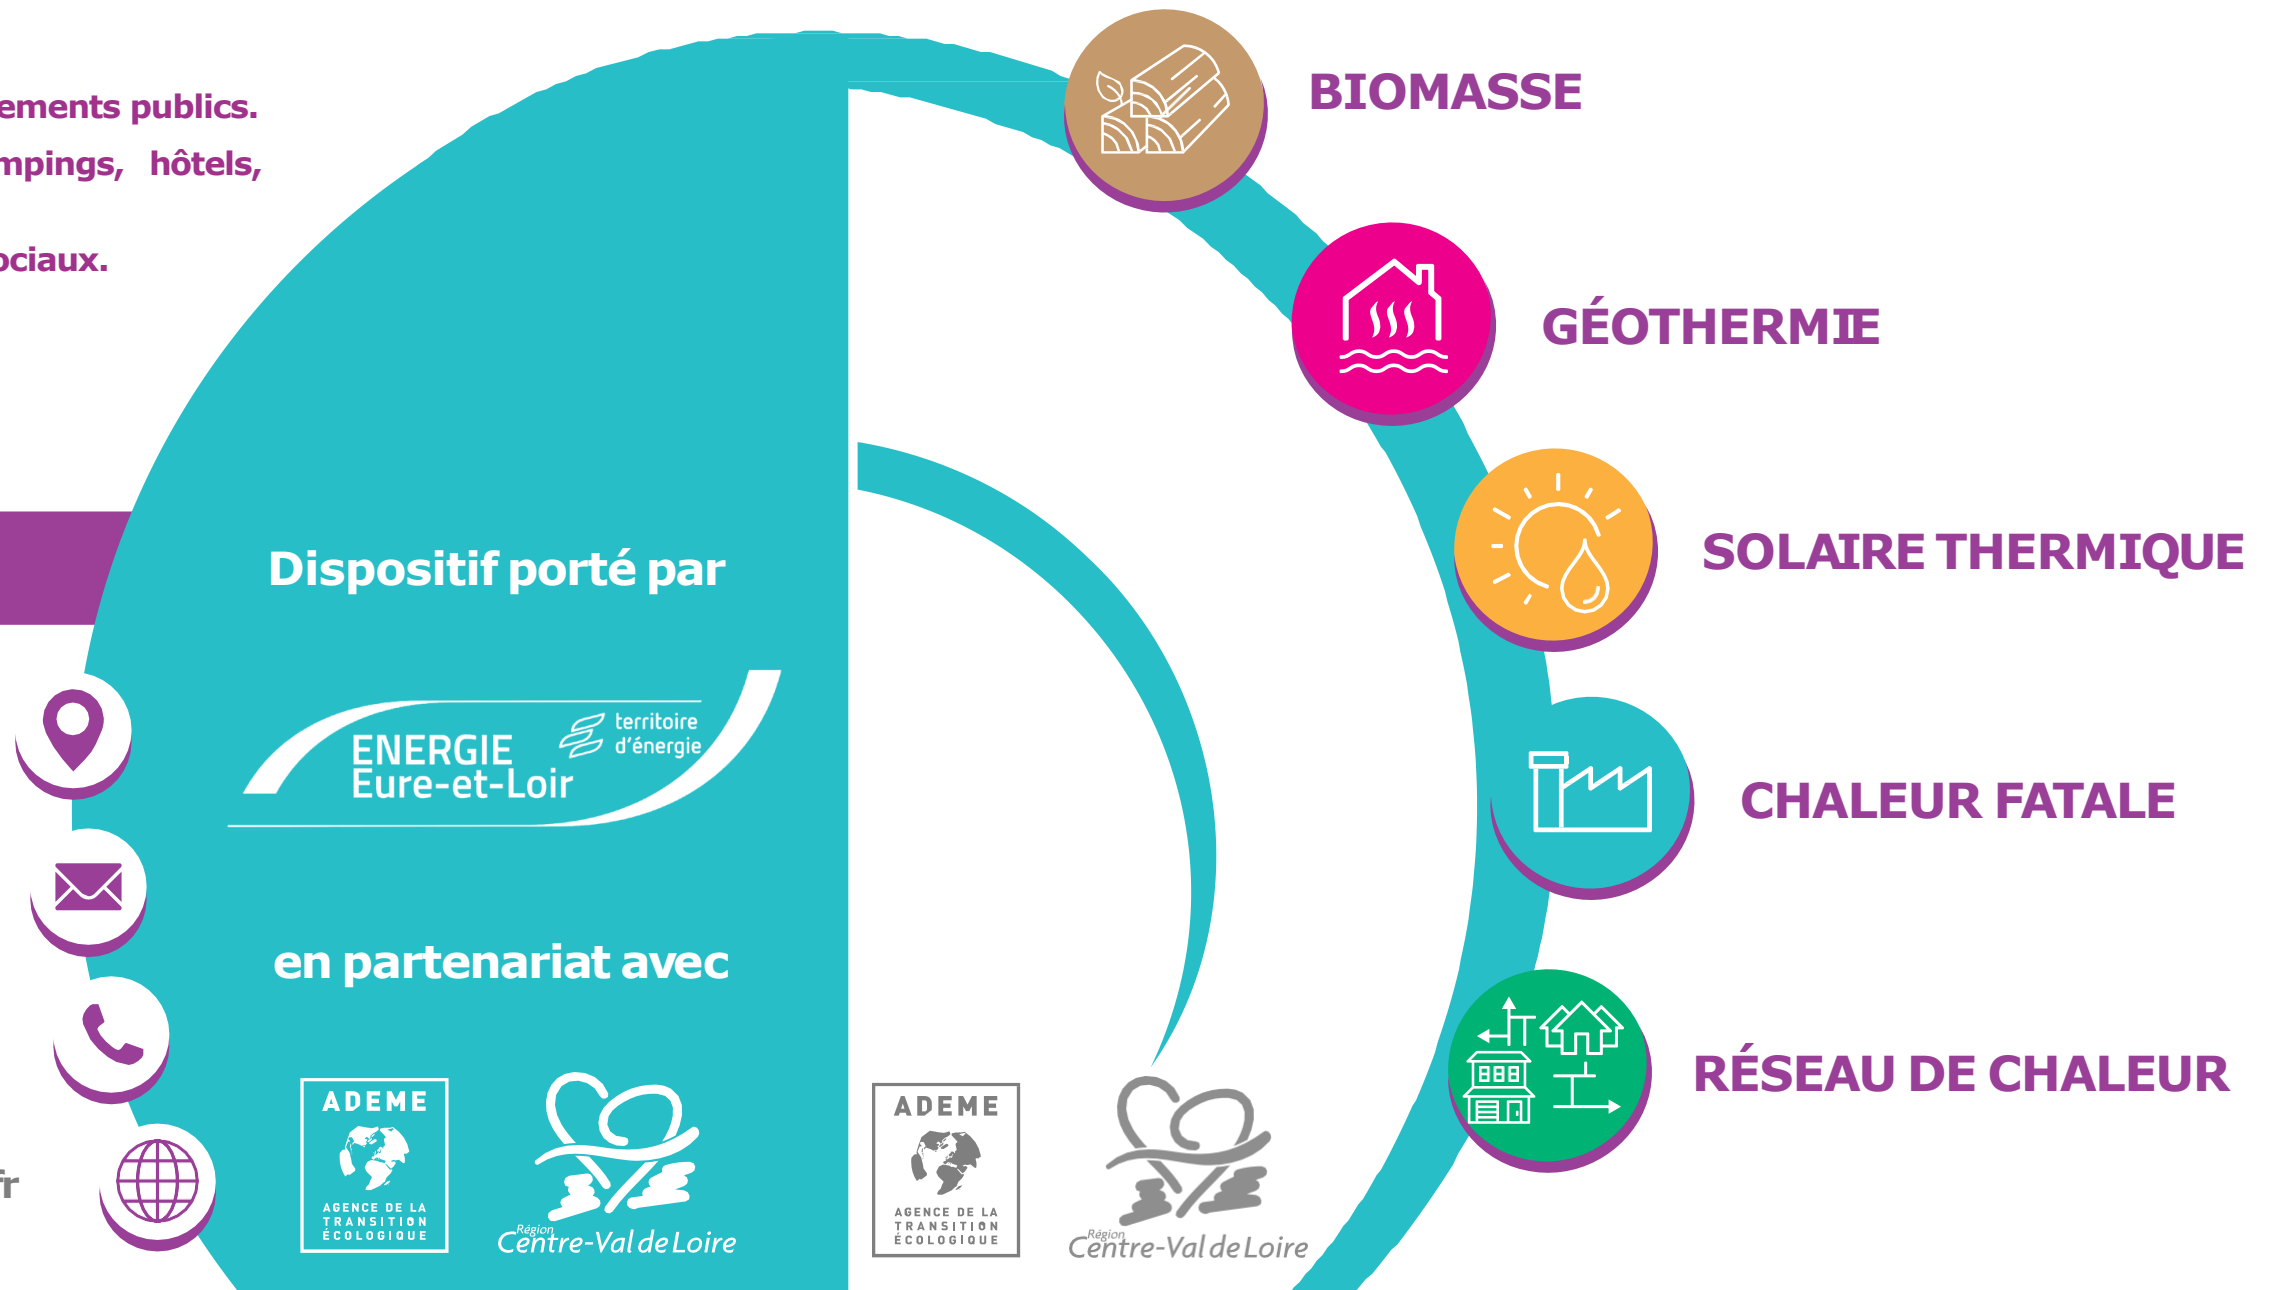 ements publics.
mpings, hôtels,
ociaux.
fr
Dispositif porté par
ENERGIE
Eure-et-Loir
territoire
d'énergie
en partenariat avec
ADEME
AGENCE DE LA
TRANSITION
ÉCOLOGIQUE
Région
Centre-Val de Loire
ADEME
AGENCE DE LA
TRANSITION
ÉCOLOGIQUE
Région
Centre-Val de Loire
BIOMASSE
GÉOTHERMIE
SOLAIRE THERMIQUE
CHALEUR FATALE
RÉSEAU DE CHALEUR